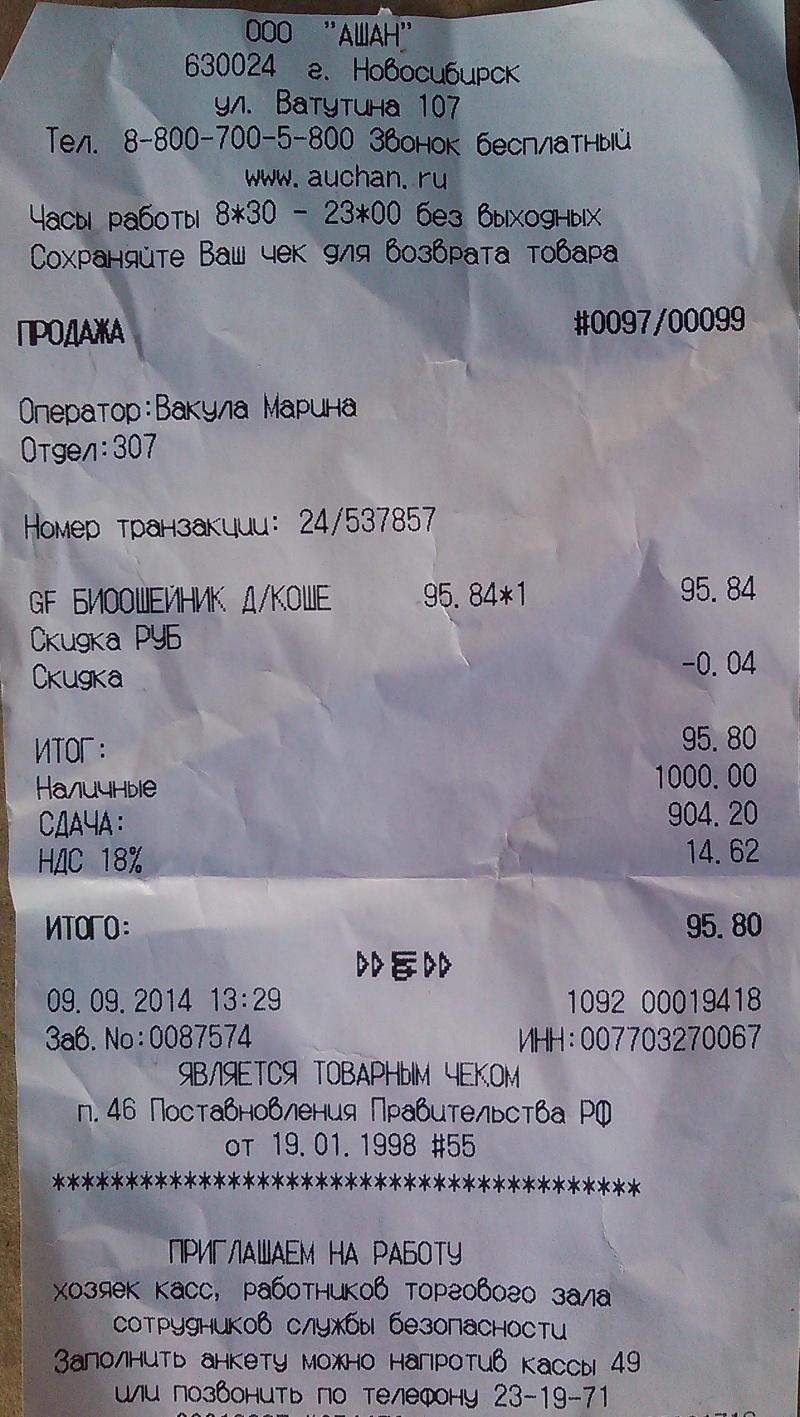 ООО "АШАН"
630024 г. Новосибирск
ул. Ватутина 107
Тел. 8-800-700-5-800 Звонок бесплатный
www.auchan.ru
Часы работы 8*30 - 23*00 без выходных
Сохраняйте Ваш чек для возврата товара
ПРОДАЖА #0097/00099
Оператор:Вакула Марина
Отдел:307
Номер транзакции: 24/537857
GF БИООШЕЙНИК Д/КОШЕ 95.84*1 95.84
Скидка РУБ
Скидка -0.04
ИТОГ: 95.80
Наличные 1000.00
СДАЧА: 904.20
НДС 18% 14.62
ИТОГО: 95.80
09.09.2014 13:29 1092 00019418
Зав.No:0087574 ИНН:007703270067
ЯВЛЯЕТСЯ ТОВАРНЫМ ЧЕКОМ
п.46 Поставновления Правительства РФ
от 19.01.1998 #55
****************************************
ПРИГЛАШАЕМ НА РАБОТУ
хозяек касс, работников торгового зала
сотрудников службы безопасности
Заполнить анкету можно напротив кассы 49
или позвонить по телефону 23-19-71